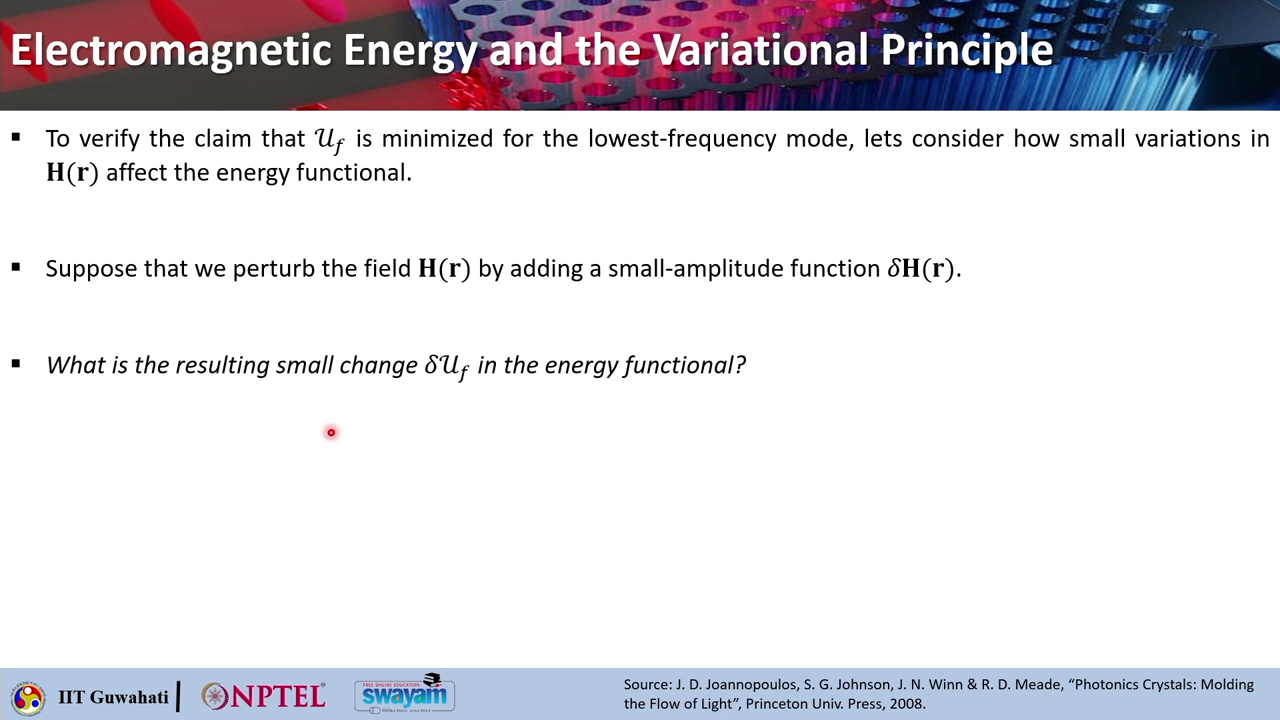 Electromagnetic Energy and the Variational Principle
▪ To verify the claim that 𝒰_f is minimized for the lowest-frequency mode, lets consider how small variations in
𝐇(𝐫) affect the energy functional.
▪ Suppose that we perturb the field 𝐇(𝐫) by adding a small-amplitude function δ𝐇(𝐫).
▪ What is the resulting small change δ𝒰_f in the energy functional?
IIT Guwahati
NPTEL
FREE ONLINE EDUCATION
swayam
Source: J. D. Joannopoulos, S. G. Johnson, J. N. Winn & R. D. Meade, “Photonics Crystals: Molding
the Flow of Light”, Princeton Univ. Press, 2008.